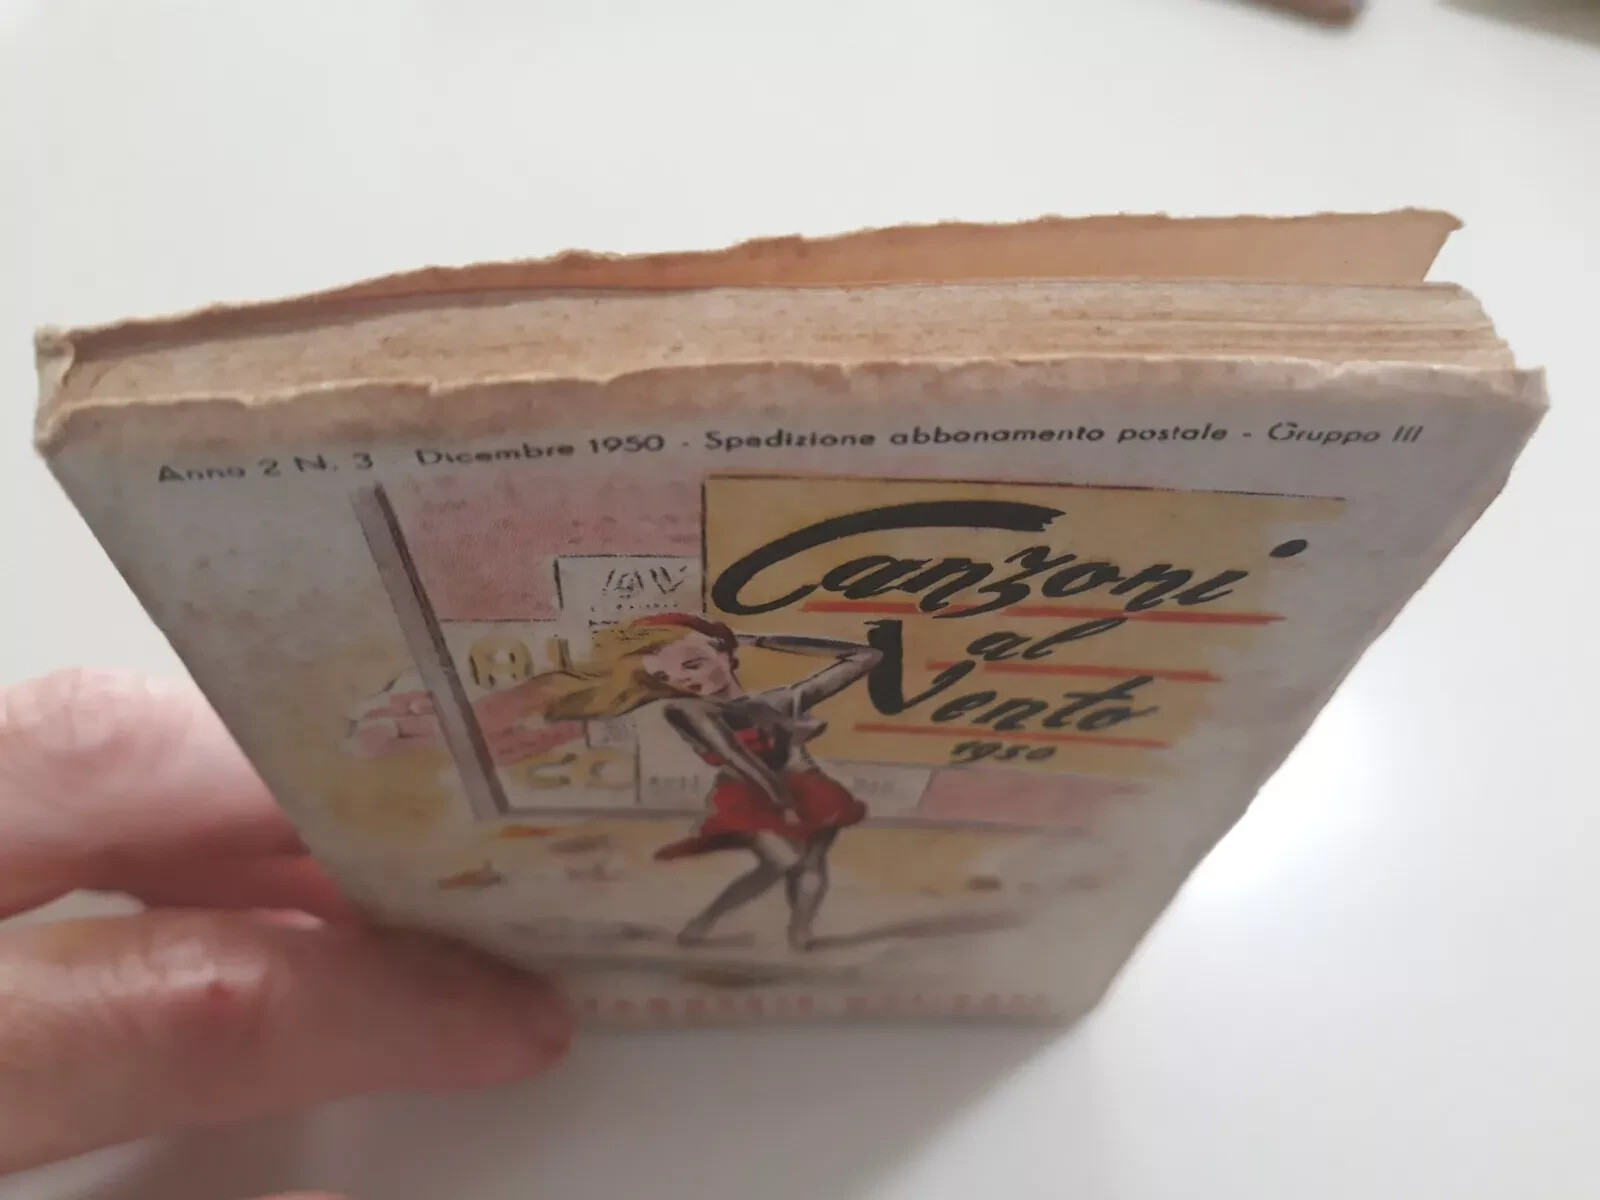 Anno 2 N. 3 Dicembre 1950 - Spedizione abbonamento postale - Gruppo III
Canzoni
al
Vento
1950